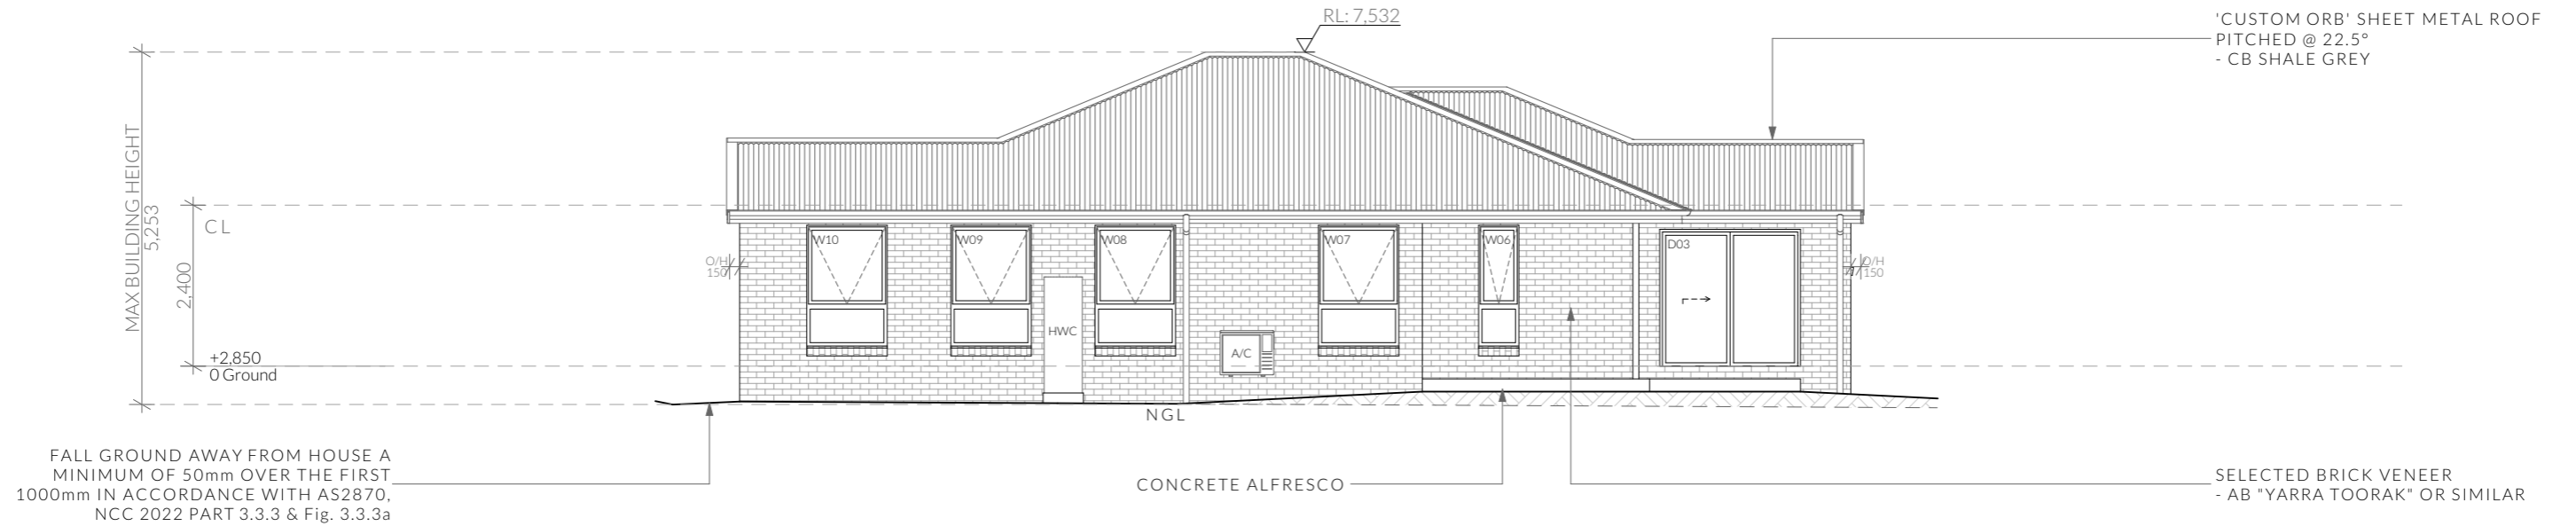 RL: 7,532
'CUSTOM ORB' SHEET METAL ROOF
PITCHED @ 22.5°
- CB SHALE GREY
MAX BUILDING HEIGHT
5,253
2,400
CL
+2,850
0 Ground
O/H
150
W10
W09
W08
W07
W06
D03
O/H
150
HWC
A/C
NGL
FALL GROUND AWAY FROM HOUSE A
MINIMUM OF 50mm OVER THE FIRST
1000mm IN ACCORDANCE WITH AS2870,
NCC 2022 PART 3.3.3 & Fig. 3.3.3a
CONCRETE ALFRESCO
SELECTED BRICK VENEER
- AB "YARRA TOORAK" OR SIMILAR